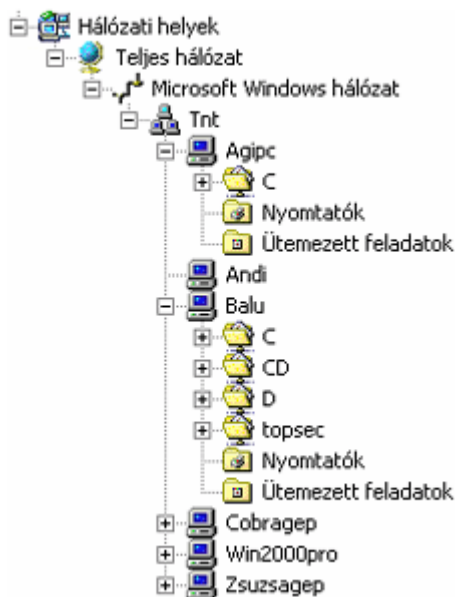 Hálózati helyek
Teljes hálózat
Microsoft Windows hálózat
Tnt
Agipc
C
Nyomtatók
Ütemezett feladatok
Andi
Balu
C
CD
D
topsec
Nyomtatók
Ütemezett feladatok
Cobragep
Win2000pro
Zsuzsagep